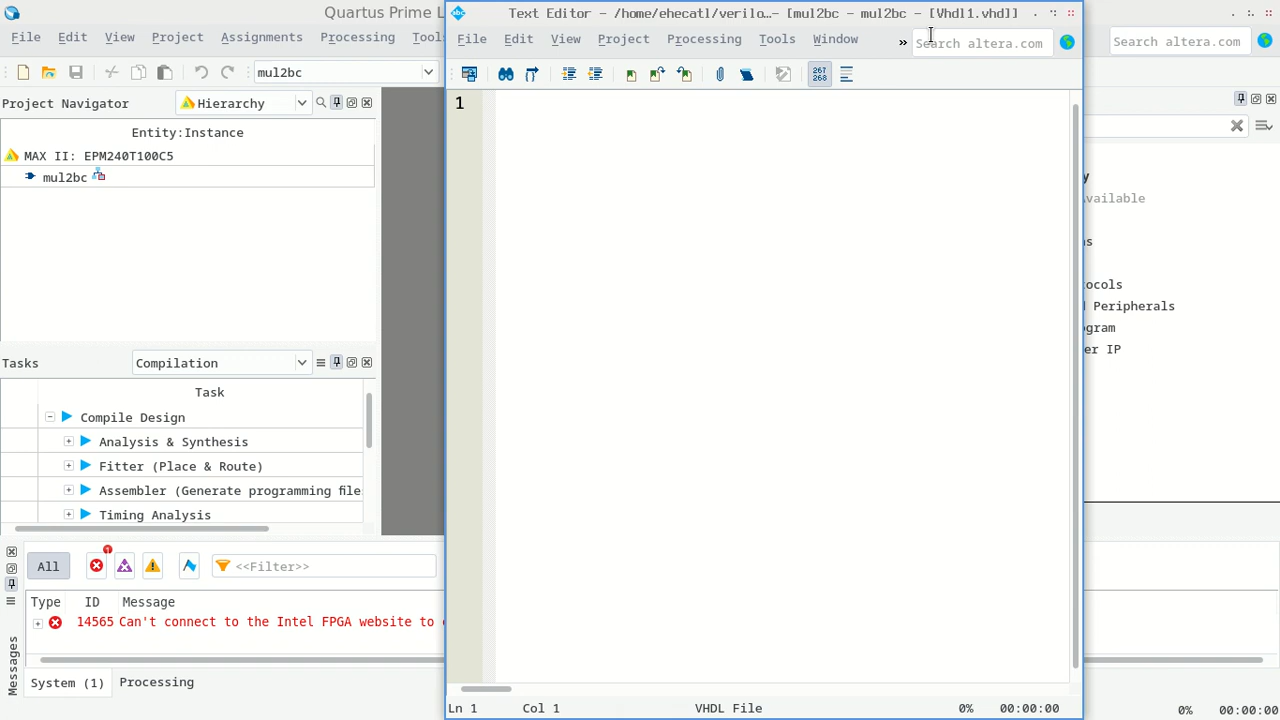 Quartus Prime L
File Edit View Project Assignments Processing Tools
Search altera.com
mul2bc
Project Navigator Hierarchy
Entity:Instance
MAX II: EPM240T100C5
mul2bc
Tasks Compilation
Task
Compile Design
Analysis & Synthesis
Fitter (Place & Route)
Assembler (Generate programming file
Timing Analysis
All <<Filter>>
Type ID Message
14565 Can't connect to the Intel FPGA website to
Messages
System (1) Processing
Text Editor - /home/ehecatl/verilo…- [mul2bc - mul2bc - [Vhdl1.vhd]]
File Edit View Project Processing Tools Window » Search altera.com
267
268
1
Ln 1 Col 1 VHDL File 0% 00:00:00
y
Available
s
ocols
d Peripherals
gram
er IP
0% 00:00:00